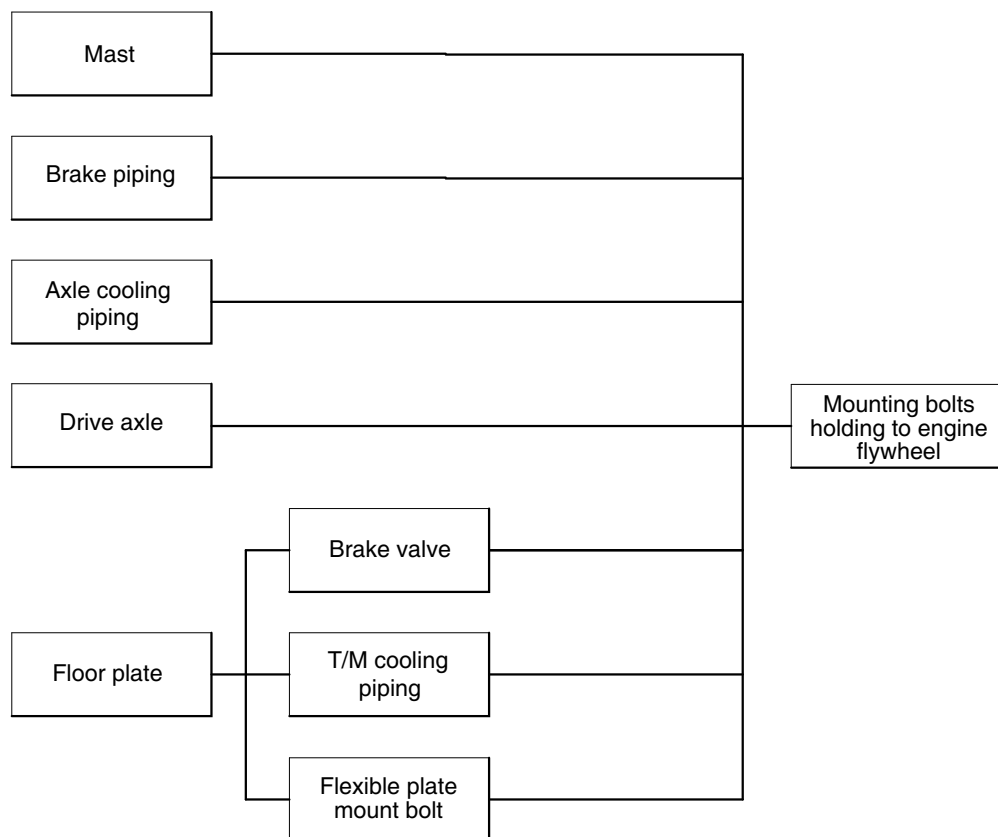 Mast
Brake piping
Axle cooling
piping
Drive axle
Mounting bolts
holding to engine
flywheel
Brake valve
Floor plate
T/M cooling
piping
Flexible plate
mount bolt